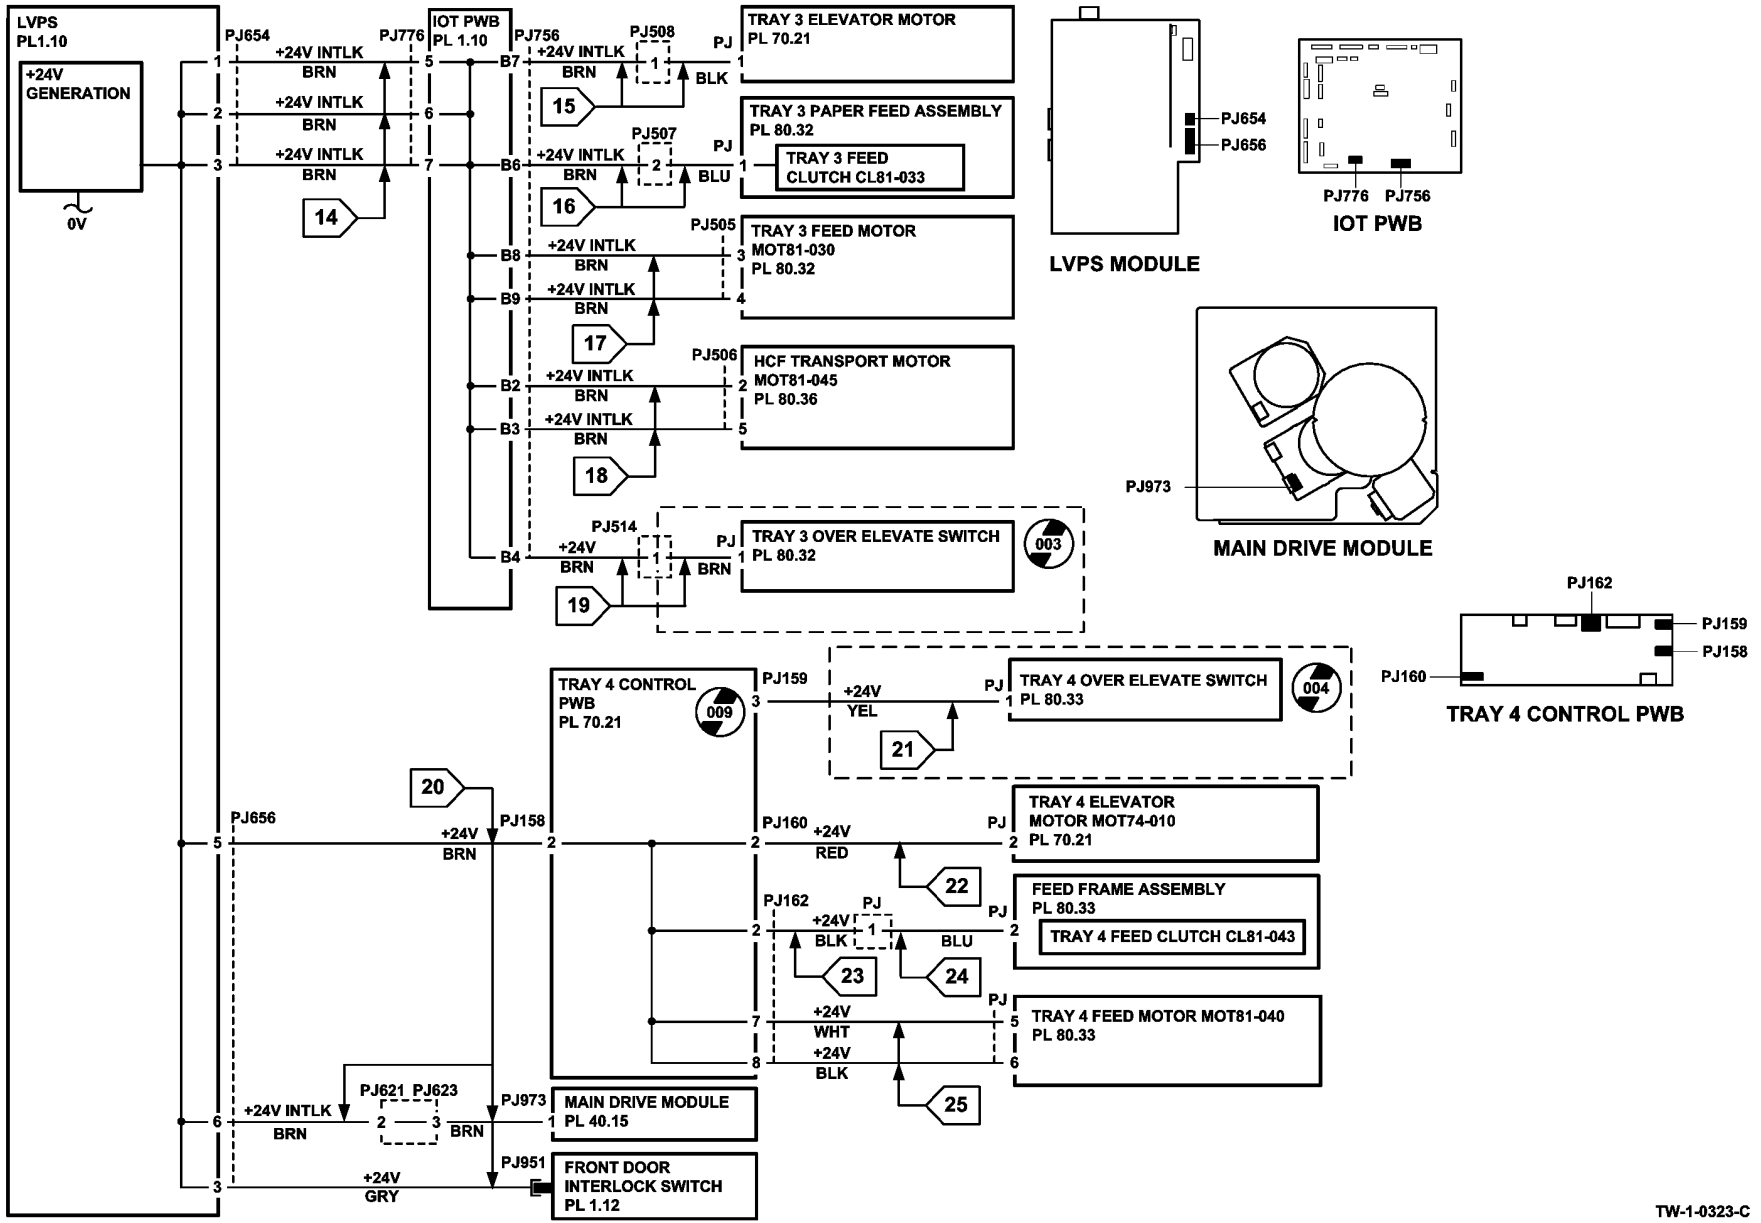 LVPS
PL1.10
+24V
GENERATION
0V
PJ654
1
2
3
+24V INTLK
BRN
+24V INTLK
BRN
+24V INTLK
BRN
14
PJ776
5
6
7
IOT PWB
PL 1.10
PJ756
B7
B6
B8
B9
B2
B3
B4
+24V INTLK
BRN
PJ508
1
BLK
PJ
1
15
TRAY 3 ELEVATOR MOTOR
PL 70.21
+24V INTLK
BRN
PJ507
2
BLU
PJ
1
16
TRAY 3 PAPER FEED ASSEMBLY
PL 80.32
TRAY 3 FEED
CLUTCH CL81-033
+24V INTLK
BRN
+24V INTLK
BRN
17
PJ505
3
4
TRAY 3 FEED MOTOR
MOT81-030
PL 80.32
+24V INTLK
BRN
+24V INTLK
BRN
18
PJ506
2
5
HCF TRANSPORT MOTOR
MOT81-045
PL 80.36
+24V
BRN
PJ514
1
BRN
PJ
1
19
TRAY 3 OVER ELEVATE SWITCH
PL 80.32
003
PJ654
PJ656
LVPS MODULE
PJ776
PJ756
IOT PWB
PJ973
MAIN DRIVE MODULE
PJ162
PJ159
PJ158
PJ160
TRAY 4 CONTROL PWB
TRAY 4 CONTROL
PWB
PL 70.21
009
PJ159
3
+24V
YEL
21
PJ
1
TRAY 4 OVER ELEVATE SWITCH
PL 80.33
004
20
PJ656
5
+24V
BRN
PJ158
2
PJ160
2
+24V
RED
22
PJ
2
TRAY 4 ELEVATOR
MOTOR MOT74-010
PL 70.21
PJ162
2
+24V
BLK
PJ
1
BLU
23
24
PJ
2
FEED FRAME ASSEMBLY
PL 80.33
TRAY 4 FEED CLUTCH CL81-043
7
+24V
WHT
8
+24V
BLK
25
PJ
5
6
TRAY 4 FEED MOTOR MOT81-040
PL 80.33
6
+24V INTLK
BRN
PJ621 PJ623
2
3
BRN
PJ973
1
MAIN DRIVE MODULE
PL 40.15
3
+24V
GRY
PJ951
FRONT DOOR
INTERLOCK SWITCH
PL 1.12
TW-1-0323-C